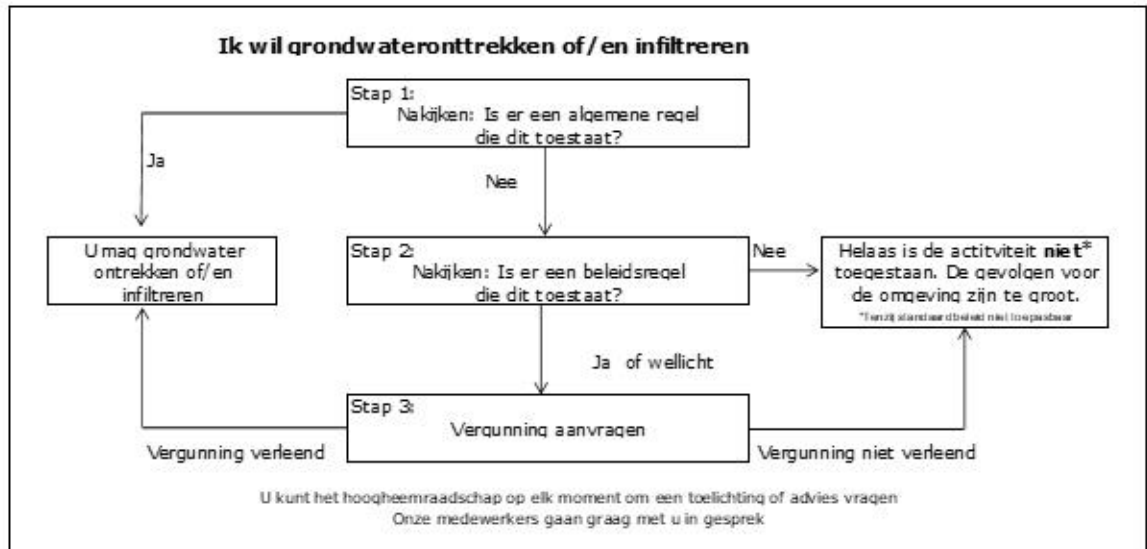 Ik wil grondwateronttrekken of/en infiltreren
Stap 1:
Nakijken: Is er een algemene regel
die dit toestaat?
Ja
Nee
U mag grondwater
ontrekken of/en
infiltreren
Stap 2:
Nakijken: Is er een beleidsregel
die dit toestaat?
Nee
Helaas is de actitviteit niet*
toegestaan. De gevolgen voor
de omgeving zijn te groot.
*Tenzij standaardbeleid niet toepasbaar
Ja of wellicht
Stap 3:
Vergunning aanvragen
Vergunning verleend
Vergunning niet verleend
U kunt het hoogheemraadschap op elk moment om een toelichting of advies vragen
Onze medewerkers gaan graag met u in gesprek